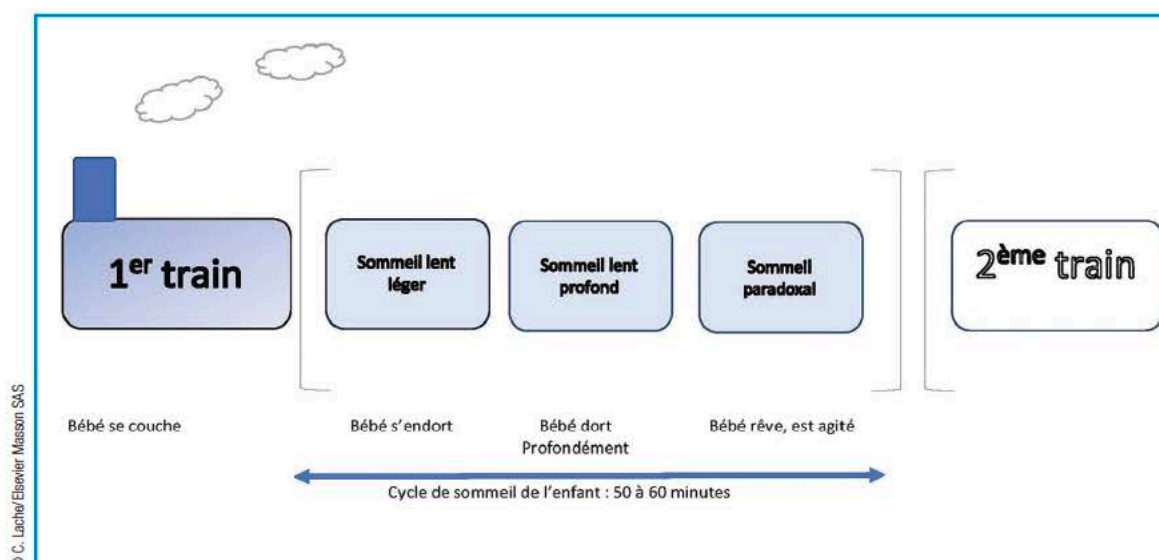 1er train
Sommeil lent
léger
Sommeil lent
profond
Sommeil
paradoxal
2ème train
Bébé se couche
Bébé s'endort
Bébé dort
Profondément
Bébé rêve, est agité
Cycle de sommeil de l'enfant : 50 à 60 minutes
© C. Lache/Elsevier Masson SAS